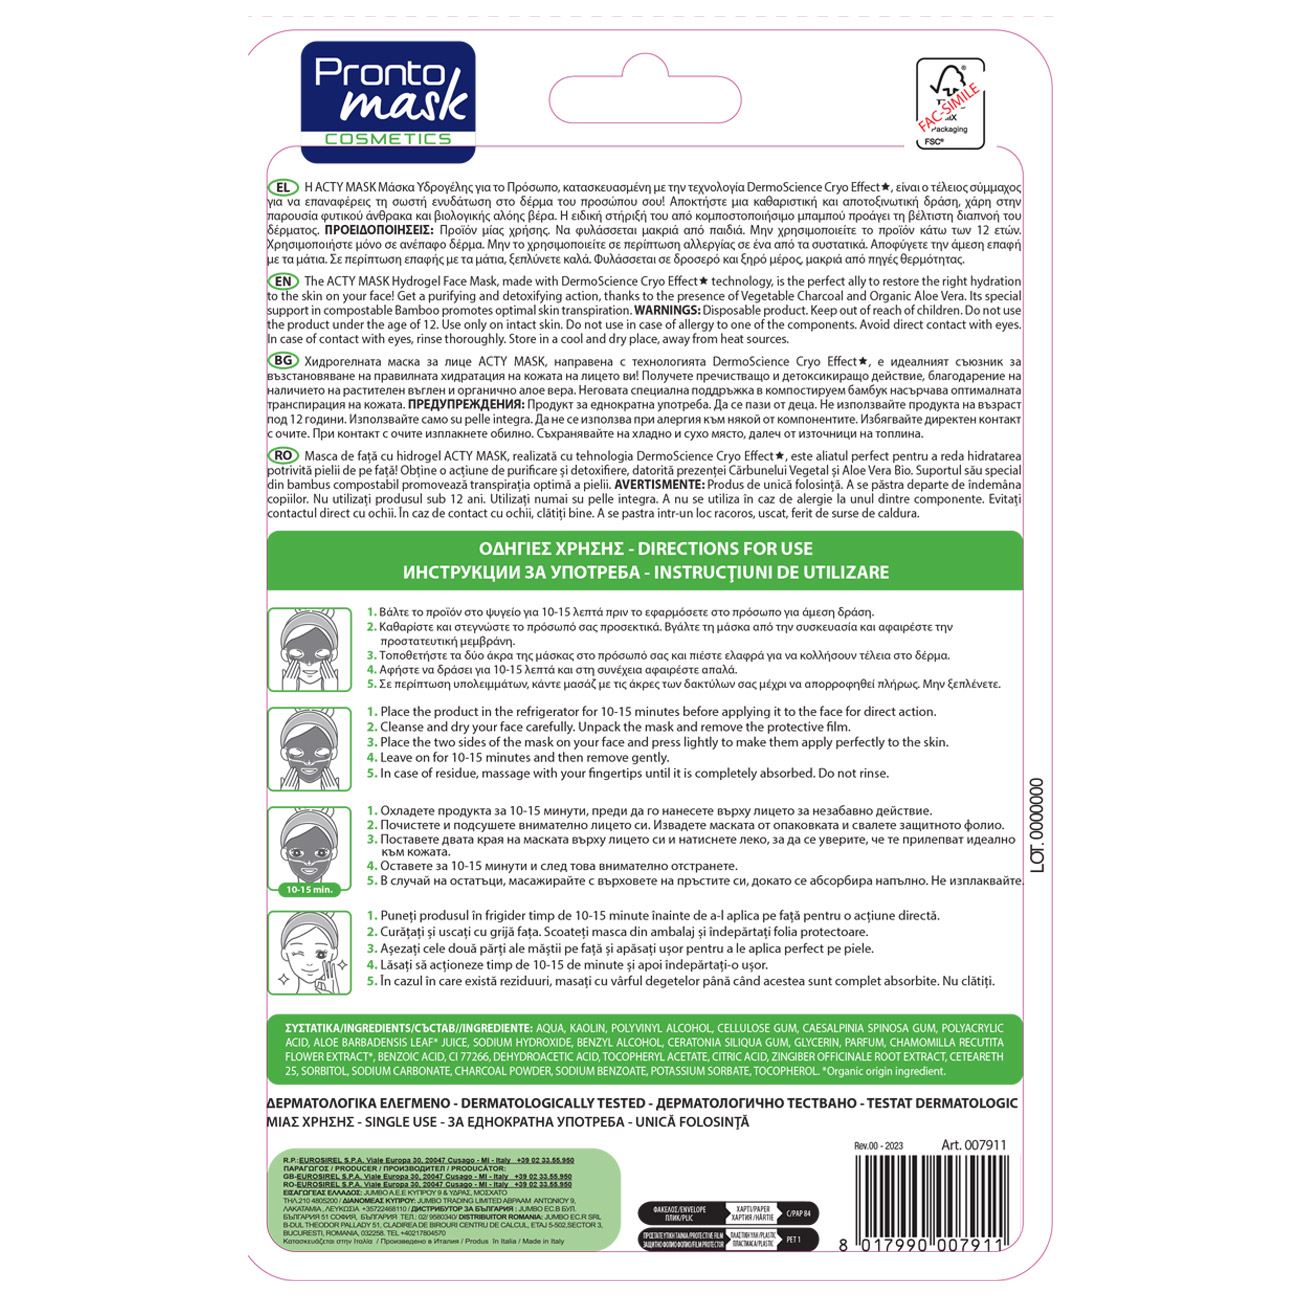 Pronto
mask
COSMETICS
FAC-SIMILE
MIX
Packaging
FSC®
EL Η ACTY MASK Μάσκα Υδρογέλης για το Πρόσωπο, κατασκευασμένη με την τεχνολογία DermoScience Cryo Effect★, είναι ο τέλειος σύμμαχος
για να επαναφέρεις τη σωστή ενυδάτωση στο δέρμα του προσώπου σου! Αποκτήστε μια καθαριστική και αποτοξινωτική δράση, χάρη στην
παρουσία φυτικού άνθρακα και βιολογικής αλόης βέρα. Η ειδική στήριξή του από κομποστοποιήσιμο μπαμπού προάγει τη βέλτιστη διαπνοή του
δέρματος. ΠΡΟΕΙΔΟΠΟΙΗΣΕΙΣ: Προϊόν μίας χρήσης. Να φυλάσσεται μακριά από παιδιά. Μην χρησιμοποιείτε το προϊόν κάτω των 12 ετών.
Χρησιμοποιήστε μόνο σε ανέπαφο δέρμα. Μην το χρησιμοποιείτε σε περίπτωση αλλεργίας σε ένα από τα συστατικά. Αποφύγετε την άμεση επαφή
με τα μάτια. Σε περίπτωση επαφής με τα μάτια, ξεπλύνετε καλά. Φυλάσσεται σε δροσερό και ξηρό μέρος, μακριά από πηγές θερμότητας.
EN The ACTY MASK Hydrogel Face Mask, made with DermoScience Cryo Effect★ technology, is the perfect ally to restore the right hydration
to the skin on your face! Get a purifying and detoxifying action, thanks to the presence of Vegetable Charcoal and Organic Aloe Vera. Its special
support in compostable Bamboo promotes optimal skin transpiration. WARNINGS: Disposable product. Keep out of reach of children. Do not use
the product under the age of 12. Use only on intact skin. Do not use in case of allergy to one of the components. Avoid direct contact with eyes.
In case of contact with eyes, rinse thoroughly. Store in a cool and dry place, away from heat sources.
BG Хидрогелната маска за лице ACTY MASK, направена с технологията DermoScience Cryo Effect★, е идеалният съюзник за
възстановяване на правилната хидратация на кожата на лицето ви! Получете пречистващо и детоксикиращо действие, благодарение на
наличието на растителен въглен и органично алое вера. Неговата специална поддръжка в компостируем бамбук насърчава оптималната
транспирация на кожата. ПРЕДУПРЕЖДЕНИЯ: Продукт за еднократна употреба. Да се пази от деца. Не използвайте продукта на възраст
под 12 години. Използвайте само su pelle integra. Да не се използва при алергия към някой от компонентите. Избягвайте директен контакт
с очите. При контакт с очите изплакнете обилно. Съхранявайте на хладно и сухо място, далеч от източници на топлина.
RO Masca de față cu hidrogel ACTY MASK, realizată cu tehnologia DermoScience Cryo Effect★, este aliatul perfect pentru a reda hidratarea
potrivită pielii de pe față! Obține o acțiune de purificare și detoxifiere, datorită prezenței Cărbunelui Vegetal și Aloe Vera Bio. Suportul său special
din bambus compostabil promovează transpirația optimă a pielii. AVERTISMENTE: Produs de unică folosință. A se păstra departe de îndemâna
copiilor. Nu utilizați produsul sub 12 ani. Utilizați numai su pelle integra. A nu se utiliza în caz de alergie la unul dintre componente. Evitați
contactul direct cu ochii. În caz de contact cu ochii, clătiți bine. A se pastra intr-un loc racoros, uscat, ferit de surse de caldura.
ΟΔΗΓΙΕΣ ΧΡΗΣΗΣ - DIRECTIONS FOR USE
ИНСТРУКЦИИ ЗА УПОТРЕБА - INSTRUCŢIUNI DE UTILIZARE
1. Βάλτε το προϊόν στο ψυγείο για 10-15 λεπτά πριν το εφαρμόσετε στο πρόσωπο για άμεση δράση.
2. Καθαρίστε και στεγνώστε το πρόσωπό σας προσεκτικά. Βγάλτε τη μάσκα από την συσκευασία και αφαιρέστε την
προστατευτική μεμβράνη.
3. Τοποθετήστε τα δύο άκρα της μάσκας στο πρόσωπό σας και πιέστε ελαφρά για να κολλήσουν τέλεια στο δέρμα.
4. Αφήστε να δράσει για 10-15 λεπτά και στη συνέχεια αφαιρέστε απαλά.
5. Σε περίπτωση υπολειμμάτων, κάντε μασάζ με τις άκρες των δακτύλων σας μέχρι να απορροφηθεί πλήρως. Μην ξεπλένετε.
1. Place the product in the refrigerator for 10-15 minutes before applying it to the face for direct action.
2. Cleanse and dry your face carefully. Unpack the mask and remove the protective film.
3. Place the two sides of the mask on your face and press lightly to make them apply perfectly to the skin.
4. Leave on for 10-15 minutes and then remove gently.
5. In case of residue, massage with your fingertips until it is completely absorbed. Do not rinse.
1. Охладете продукта за 10-15 минути, преди да го нанесете върху лицето за незабавно действие.
2. Почистете и подсушете внимателно лицето си. Извадете маската от опаковката и свалете защитното фолио.
3. Поставете двата края на маската върху лицето си и натиснете леко, за да се уверите, че те прилепват идеално
към кожата.
4. Оставете за 10-15 минути и след това внимателно отстранете.
5. В случай на остатъци, масажирайте с върховете на пръстите си, докато се абсорбира напълно. Не изплаквайте.
10-15 min.
LOT. 0000000
1. Puneți produsul în frigider timp de 10-15 minute înainte de a-l aplica pe față pentru o acțiune directă.
2. Curățați și uscați cu grijă fața. Scoateți masca din ambalaj și îndepărtați folia protectoare.
3. Așezați cele două părți ale măștii pe față și apăsați ușor pentru a le aplica perfect pe piele.
4. Lăsați să acționeze timp de 10-15 de minute și apoi îndepărtați-o ușor.
5. În cazul în care există reziduuri, masați cu vârful degetelor până când acestea sunt complet absorbite. Nu clătiți.
ΣΥΣΤΑΤΙΚΑ/INGREDIENTS/СЪСТАВ//INGREDIENTE: AQUA, KAOLIN, POLYVINYL ALCOHOL, CELLULOSE GUM, CAESALPINIA SPINOSA GUM, POLYACRYLIC
ACID, ALOE BARBADENSIS LEAF* JUICE, SODIUM HYDROXIDE, BENZYL ALCOHOL, CERATONIA SILIQUA GUM, GLYCERIN, PARFUM, CHAMOMILLA RECUTITA
FLOWER EXTRACT*, BENZOIC ACID, CI 77266, DEHYDROACETIC ACID, TOCOPHERYL ACETATE, CITRIC ACID, ZINGIBER OFFICINALE ROOT EXTRACT, CETEARETH
25, SORBITOL, SODIUM CARBONATE, CHARCOAL POWDER, SODIUM BENZOATE, POTASSIUM SORBATE, TOCOPHEROL. *Organic origin ingredient.
ΔΕΡΜΑΤΟΛΟΓΙΚΑ ΕΛΕΓΜΕΝΟ - DERMATOLOGICALLY TESTED - ДЕРМАТОЛОГИЧНО ТЕСТВАНО - TESTAT DERMATOLOGIC
ΜΙΑΣ ΧΡΗΣΗΣ - SINGLE USE - ЗА ЕДНОКРАТНА УПОТРЕБА - UNICĂ FOLOSINŢĂ
R.P.: EUROSIREL S.P.A. Viale Europa 30, 20047 Cusago - MI - Italy +39 02 33.55.950
ΠΑΡΑΓΩΓΟΣ / PRODUCER / ПРОИЗВОДИТЕЛ / PRODUCĂTOR:
GB-EUROSIREL S.P.A. Viale Europa 30, 20047 Cusago - MI - Italy +39 02 33.55.950
RO-EUROSIREL S.P.A. Viale Europa 30, 20047 Cusago - MI - Italy +39 02 33.55.950
ΕΙΣΑΓΩΓΕΑΣ ΕΛΛΑΔΟΣ: JUMBO A.E.E ΚΥΠΡΟΥ 9 & ΥΔΡΑΣ, ΜΟΣΧΑΤΟ
ΤΗΛ.210 4805200 / ΔΙΑΝΟΜΕΑΣ ΚΥΠΡΟΥ: JUMBO TRADING LIMITED ΑΒΡΑΑΜ ΑΝΤΩΝΙΟΥ 9,
ΛΑΚΑΤΑΜΙΑ ,ΛΕΥΚΩΣΙΑ +35722468110 / ДИСТРИБУТОР ЗА БЪЛГАРИЯ : JUMBO EC.B БУЛ.
БЪЛГАРИЯ 51 СОФИЯ, БЪЛГАРИЯ ТЕЛ.: 02/ 9580340/ DISTRIBUITOR ROMANIA: JUMBO EC.R SRL
B-DUL THEODOR PALLADY 51, CLADIREA DE BIROURI CENTRU DE CALCUL, ETAJ 5-502,SECTOR 3,
BUCURESTI, ROMANIA, 032258. TEL +40217804570
Κατασκευάζεται στην Ιταλία / Произведено в Италия / Produs în Italia / Made in Italy
ΦΑΚΕΛΟΣ/ENVELOPE
ПЛИК/PLIC
ΧΑΡΤΙ/PAPER
ХАРТИЯ/HÂRTIE
C/PAP 84
ΠΡΟΣΤΑΤΕΥΤΙΚΗ ΤΑΙΝΙΑ/PROTECTIVE FILM
ЗАЩИТНО ФОЛИО/FILM PROTECTOR
ΠΛΑΣΤΙΚΗ ΥΛΗ/PLASTIC
ПЛАСТМАСА/PLASTIC
PET 1
Rev.00 - 2023
Art. 007911
8 017990 007911